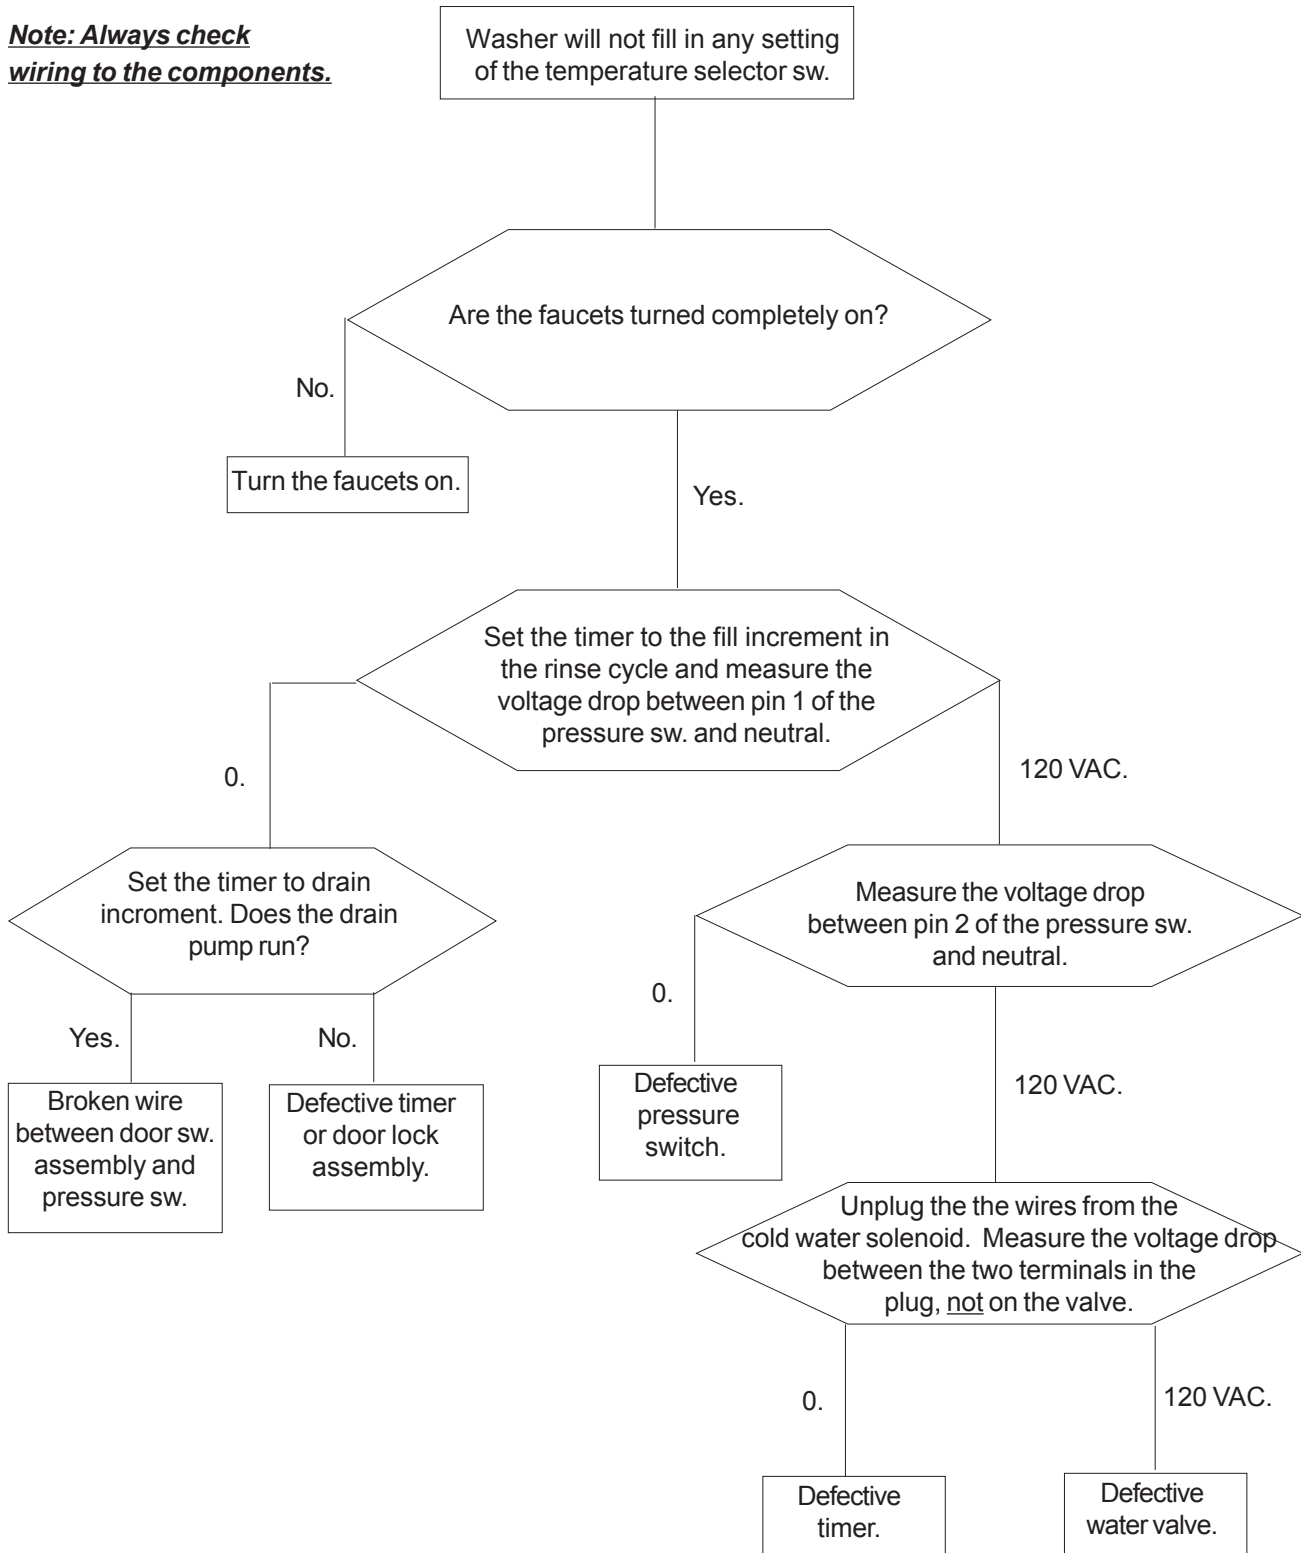 Note: Always check
wiring to the components.
Washer will not fill in any setting
of the temperature selector sw.
Are the faucets turned completely on?
No.
Turn the faucets on.
Yes.
Set the timer to the fill increment in
the rinse cycle and measure the
voltage drop between pin 1 of the
pressure sw. and neutral.
0.
120 VAC.
Set the timer to drain
incroment. Does the drain
pump run?
Measure the voltage drop
between pin 2 of the pressure sw.
and neutral.
Yes.
No.
0.
120 VAC.
Broken wire
between door sw.
assembly and
pressure sw.
Defective timer
or door lock
assembly.
Defective
pressure
switch.
Unplug the the wires from the
cold water solenoid. Measure the voltage drop
between the two terminals in the
plug, not on the valve.
0.
120 VAC.
Defective
timer.
Defective
water valve.